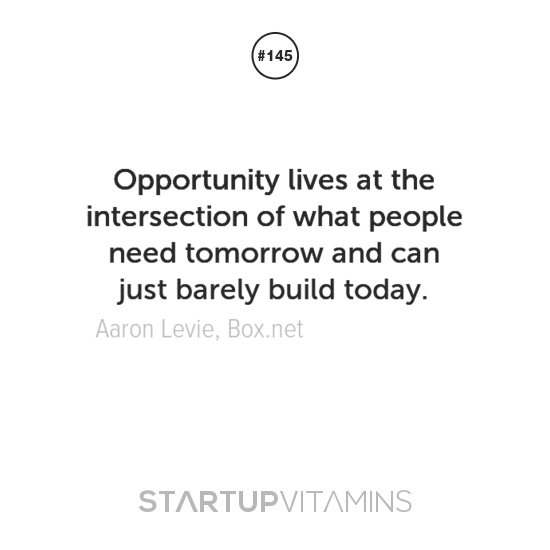 #145
Opportunity lives at the
intersection of what people
need tomorrow and can
just barely build today.
Aaron Levie, Box.net
STARTUPVITAMINS